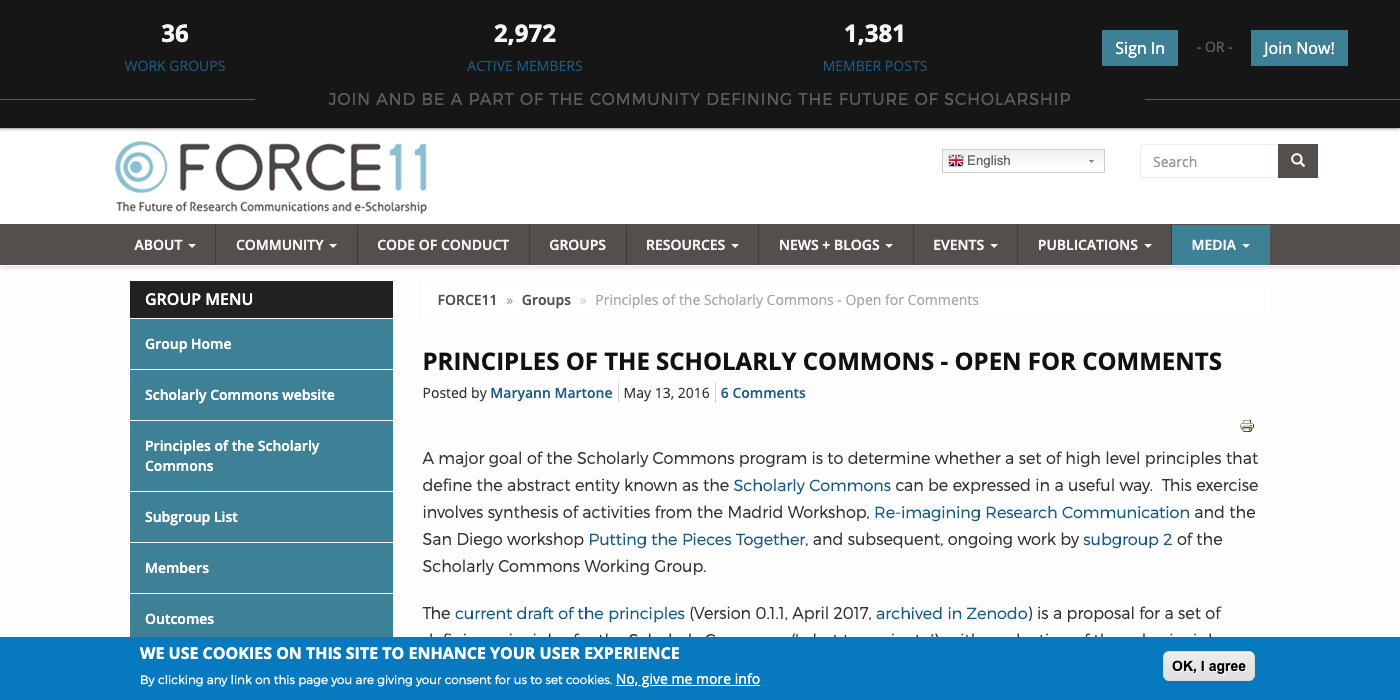 36
WORK GROUPS
2,972
ACTIVE MEMBERS
1,381
MEMBER POSTS
Sign In
- OR -
Join Now!
JOIN AND BE A PART OF THE COMMUNITY DEFINING THE FUTURE OF SCHOLARSHIP
FORCE11
The Future of Research Communications and e-Scholarship
English
Search
ABOUT
COMMUNITY
CODE OF CONDUCT
GROUPS
RESOURCES
NEWS + BLOGS
EVENTS
PUBLICATIONS
MEDIA
GROUP MENU
Group Home
Scholarly Commons website
Principles of the Scholarly
Commons
Subgroup List
Members
Outcomes
FORCE11 » Groups » Principles of the Scholarly Commons - Open for Comments
PRINCIPLES OF THE SCHOLARLY COMMONS - OPEN FOR COMMENTS
Posted by Maryann Martone May 13, 2016 6 Comments
A major goal of the Scholarly Commons program is to determine whether a set of high level principles that
define the abstract entity known as the Scholarly Commons can be expressed in a useful way. This exercise
involves synthesis of activities from the Madrid Workshop, Re-imagining Research Communication and the
San Diego workshop Putting the Pieces Together, and subsequent, ongoing work by subgroup 2 of the
Scholarly Commons Working Group.
The current draft of the principles (Version 0.1.1, April 2017, archived in Zenodo) is a proposal for a set of
WE USE COOKIES ON THIS SITE TO ENHANCE YOUR USER EXPERIENCE
By clicking any link on this page you are giving your consent for us to set cookies. No, give me more info
OK, I agree